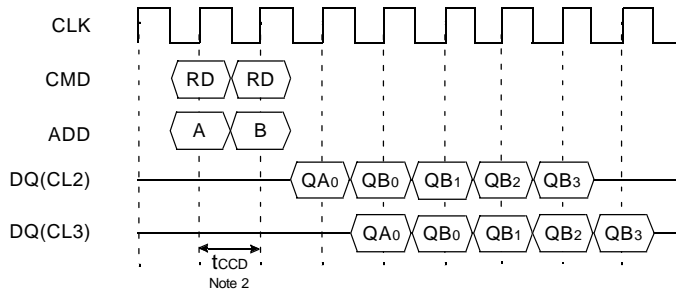 CLK
CMD RD RD
ADD A B
DQ(CL2) QA0 QB0 QB1 QB2 QB3
DQ(CL3) QA0 QB0 QB1 QB2 QB3
tCCD
Note 2